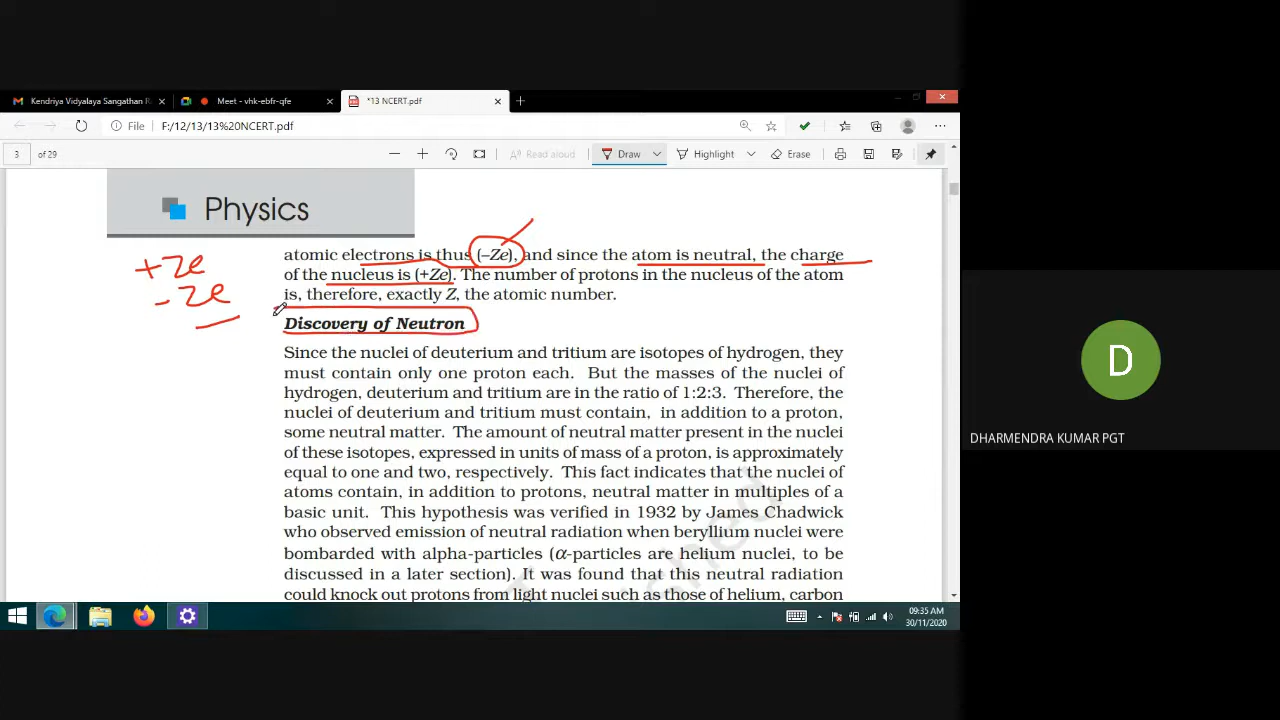 Kendriya Vidyalaya Sangathan R
Meet - vhk-ebfr-qfe
*13 NCERT.pdf
File
F:/12/13/13%20NCERT.pdf
3 of 29
Read aloud
Draw
Highlight
Erase
Physics
+Ze
-Ze
atomic electrons is thus (–Ze), and since the atom is neutral, the charge
of the nucleus is (+Ze). The number of protons in the nucleus of the atom
is, therefore, exactly Z, the atomic number.
Discovery of Neutron
Since the nuclei of deuterium and tritium are isotopes of hydrogen, they
must contain only one proton each. But the masses of the nuclei of
hydrogen, deuterium and tritium are in the ratio of 1:2:3. Therefore, the
nuclei of deuterium and tritium must contain, in addition to a proton,
some neutral matter. The amount of neutral matter present in the nuclei
of these isotopes, expressed in units of mass of a proton, is approximately
equal to one and two, respectively. This fact indicates that the nuclei of
atoms contain, in addition to protons, neutral matter in multiples of a
basic unit. This hypothesis was verified in 1932 by James Chadwick
who observed emission of neutral radiation when beryllium nuclei were
bombarded with alpha-particles (α-particles are helium nuclei, to be
discussed in a later section). It was found that this neutral radiation
could knock out protons from light nuclei such as those of helium, carbon
D
DHARMENDRA KUMAR PGT
09:35 AM
30/11/2020